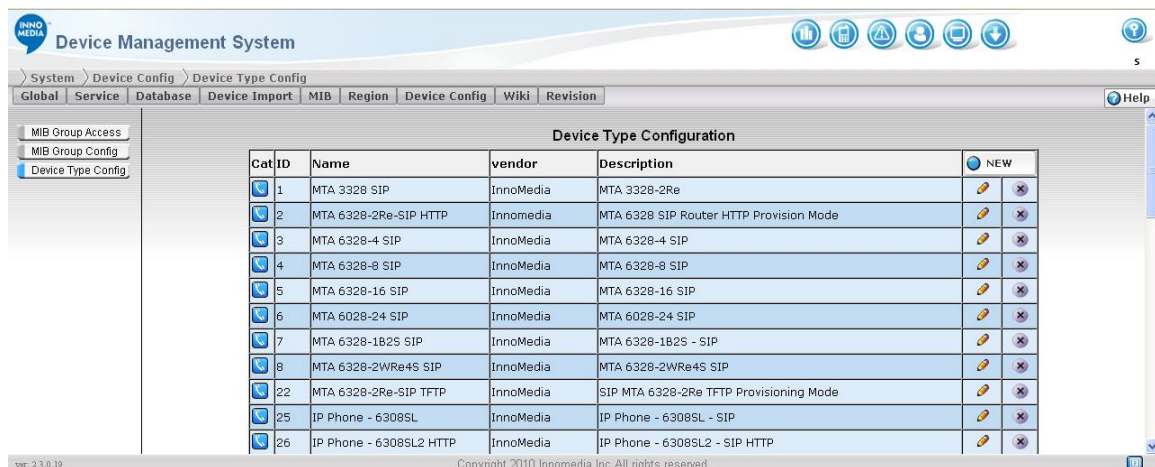 INNO
MEDIA
Device Management System
s
System Device Config Device Type Config
Global Service Database Device Import MIB Region Device Config Wiki Revision Help
MIB Group Access
MIB Group Config
Device Type Config
Device Type Configuration
Cat ID Name vendor Description NEW
1 MTA 3328 SIP InnoMedia MTA 3328-2Re
2 MTA 6328-2Re-SIP HTTP Innomedia MTA 6328 SIP Router HTTP Provision Mode
3 MTA 6328-4 SIP InnoMedia MTA 6328-4 SIP
4 MTA 6328-8 SIP InnoMedia MTA 6328-8 SIP
5 MTA 6328-16 SIP InnoMedia MTA 6328-16 SIP
6 MTA 6028-24 SIP InnoMedia MTA 6028-24 SIP
7 MTA 6328-1B2S SIP InnoMedia MTA 6328-1B2S - SIP
8 MTA 6328-2WRe4S SIP InnoMedia MTA 6328-2WRe4S SIP
22 MTA 6328-2Re-SIP TFTP InnoMedia SIP MTA 6328-2Re TFTP Provisioning Mode
25 IP Phone - 6308SL InnoMedia IP Phone - 6308SL - SIP
26 IP Phone - 6308SL2 HTTP InnoMedia IP Phone - 6308SL2 - SIP HTTP
ver: 2.3.0.19 Copyright 2010 Innomedia Inc. All rights reserved